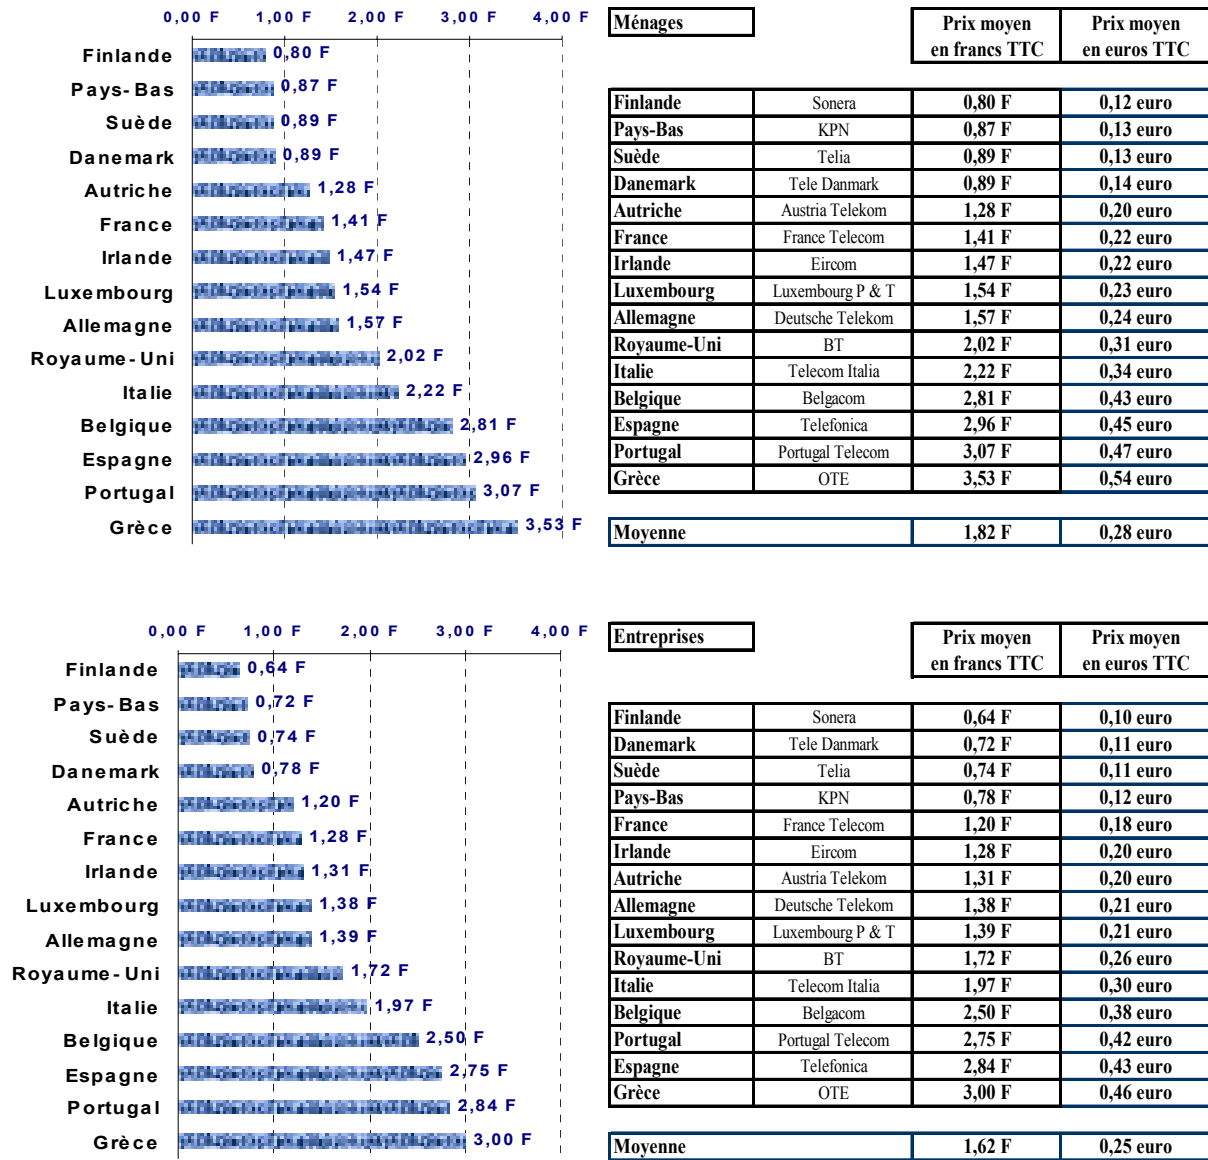 0,00 F 1,00 F 2,00 F 3,00 F 4,00 F
Finlande 0,80 F
Pays-Bas 0,87 F
Suède 0,89 F
Danemark 0,89 F
Autriche 1,28 F
France 1,41 F
Irlande 1,47 F
Luxembourg 1,54 F
Allemagne 1,57 F
Royaume-Uni 2,02 F
Italie 2,22 F
Belgique 2,81 F
Espagne 2,96 F
Portugal 3,07 F
Grèce 3,53 F
Ménages Prix moyen Prix moyen
en francs TTC en euros TTC
Finlande Sonera 0,80 F 0,12 euro
Pays-Bas KPN 0,87 F 0,13 euro
Suède Telia 0,89 F 0,13 euro
Danemark Tele Danmark 0,89 F 0,14 euro
Autriche Austria Telekom 1,28 F 0,20 euro
France France Telecom 1,41 F 0,22 euro
Irlande Eircom 1,47 F 0,22 euro
Luxembourg Luxembourg P & T 1,54 F 0,23 euro
Allemagne Deutsche Telekom 1,57 F 0,24 euro
Royaume-Uni BT 2,02 F 0,31 euro
Italie Telecom Italia 2,22 F 0,34 euro
Belgique Belgacom 2,81 F 0,43 euro
Espagne Telefonica 2,96 F 0,45 euro
Portugal Portugal Telecom 3,07 F 0,47 euro
Grèce OTE 3,53 F 0,54 euro
Moyenne 1,82 F 0,28 euro
0,00 F 1,00 F 2,00 F 3,00 F 4,00 F
Finlande 0,64 F
Pays-Bas 0,72 F
Suède 0,74 F
Danemark 0,78 F
Autriche 1,20 F
France 1,28 F
Irlande 1,31 F
Luxembourg 1,38 F
Allemagne 1,39 F
Royaume-Uni 1,72 F
Italie 1,97 F
Belgique 2,50 F
Espagne 2,75 F
Portugal 2,84 F
Grèce 3,00 F
Entreprises Prix moyen Prix moyen
en francs TTC en euros TTC
Finlande Sonera 0,64 F 0,10 euro
Danemark Tele Danmark 0,72 F 0,11 euro
Suède Telia 0,74 F 0,11 euro
Pays-Bas KPN 0,78 F 0,12 euro
France France Telecom 1,20 F 0,18 euro
Irlande Eircom 1,28 F 0,20 euro
Autriche Austria Telekom 1,31 F 0,20 euro
Allemagne Deutsche Telekom 1,38 F 0,21 euro
Luxembourg Luxembourg P & T 1,39 F 0,21 euro
Royaume-Uni BT 1,72 F 0,26 euro
Italie Telecom Italia 1,97 F 0,30 euro
Belgique Belgacom 2,50 F 0,38 euro
Portugal Portugal Telecom 2,75 F 0,42 euro
Espagne Telefonica 2,84 F 0,43 euro
Grèce OTE 3,00 F 0,46 euro
Moyenne 1,62 F 0,25 euro